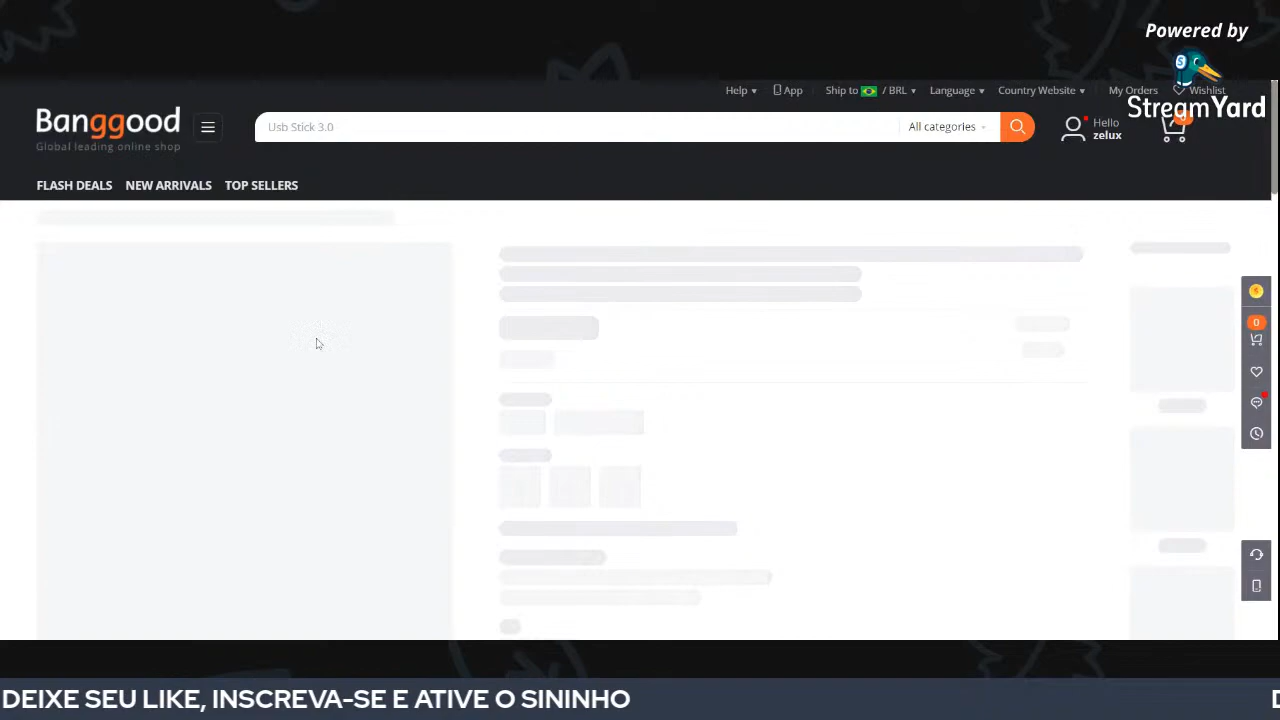 Powered by
StreamYard
Help
App
Ship to / BRL
Language
Country Website
My Orders
Wishlist
Banggood
Global leading online shop
Usb Stick 3.0
All categories
Hello
zelux
0
FLASH DEALS
NEW ARRIVALS
TOP SELLERS
0
DEIXE SEU LIKE, INSCREVA-SE E ATIVE O SININHO